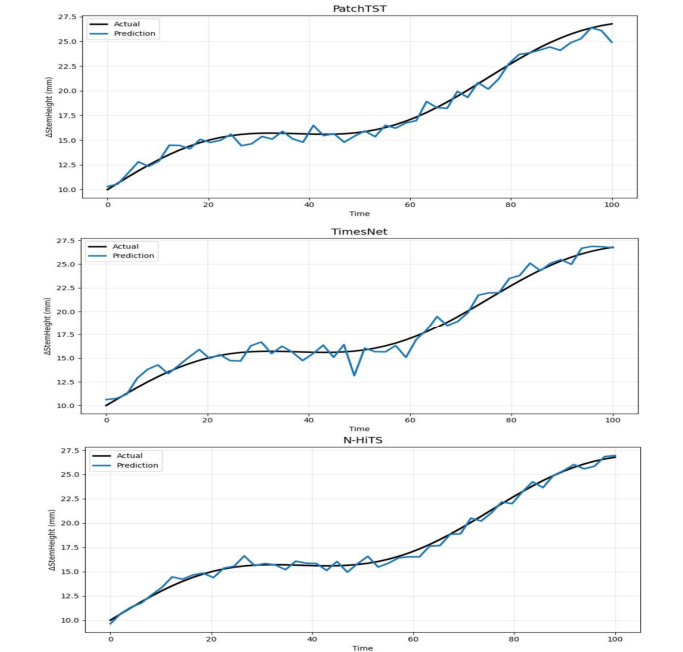 PatchTST
27.5
Actual
Prediction
25.0
22.5
20.0
17.5
15.0
12.5
10.0
ΔStemHeight (mm)
0 20 40 60 80 100
Time
TimesNet
27.5
Actual
Prediction
25.0
22.5
20.0
17.5
15.0
12.5
10.0
ΔStemHeight (mm)
0 20 40 60 80 100
Time
N-HiTS
27.5
Actual
Prediction
25.0
22.5
20.0
17.5
15.0
12.5
10.0
ΔStemHeight (mm)
0 20 40 60 80 100
Time